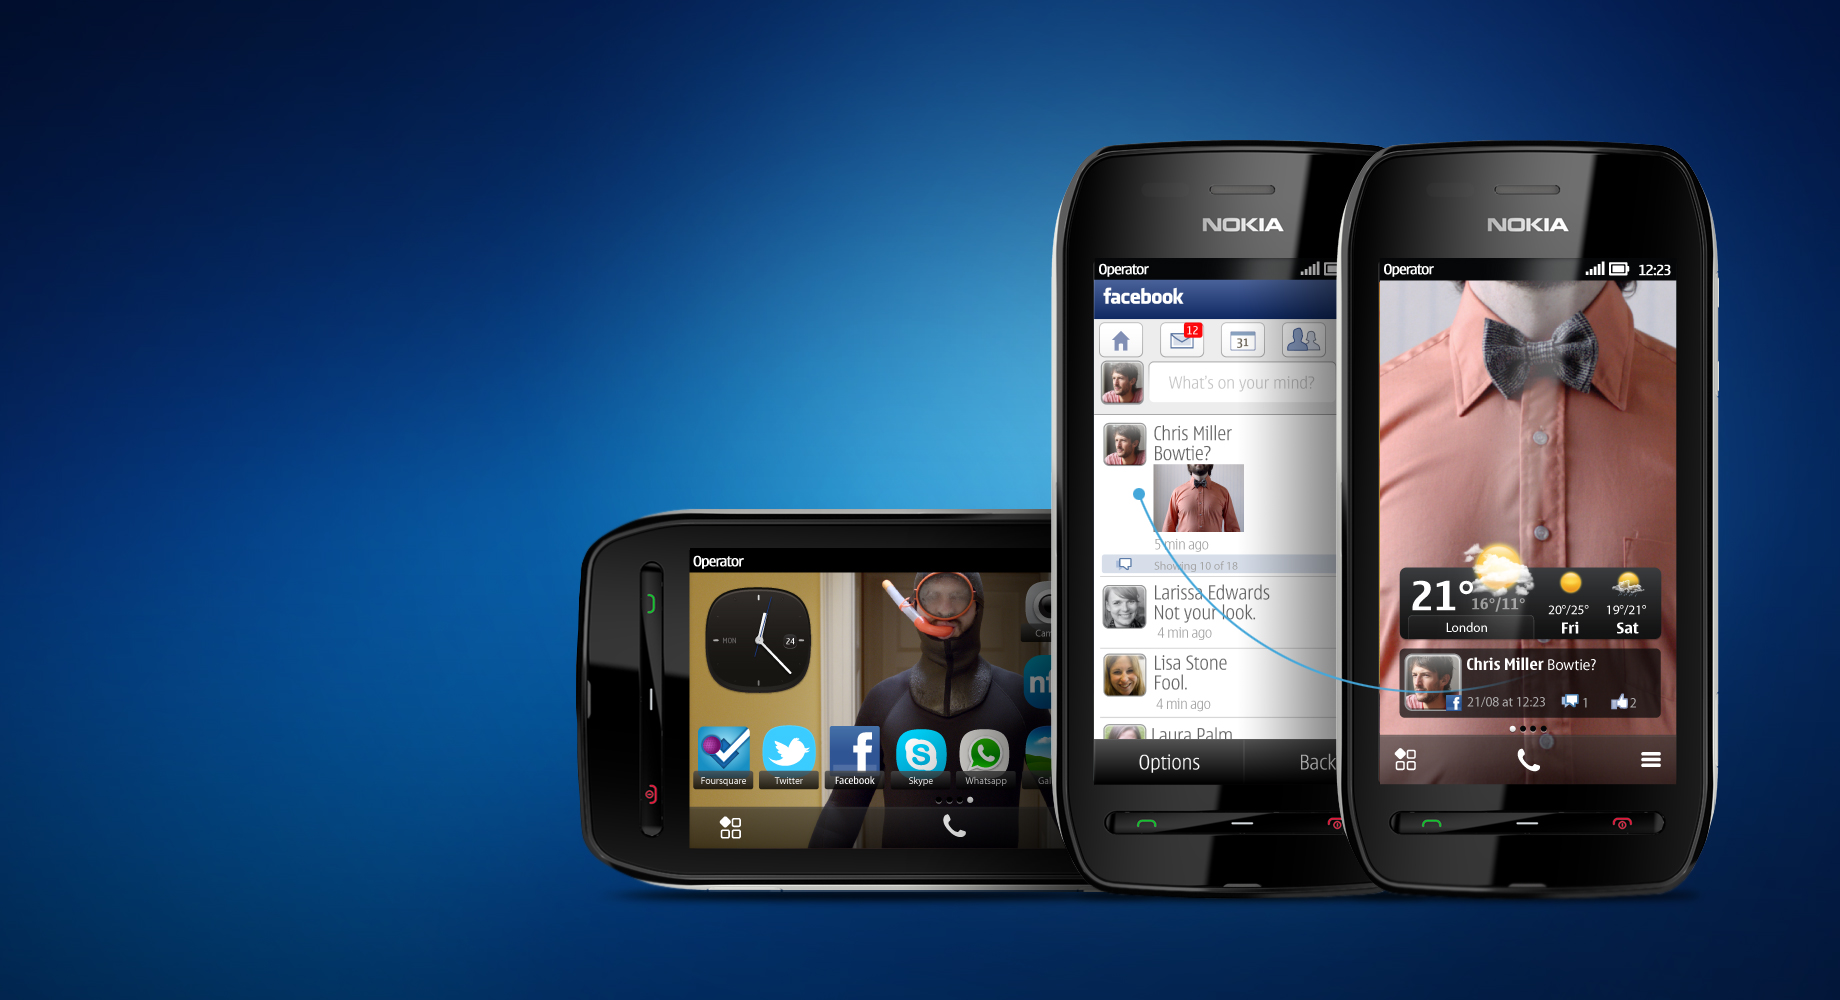 Operator
MON
24
Cam
nf
Foursquare
Twitter
Facebook
Skype
Whatsapp
Gal
NOKIA
Operator
facebook
12
31
What's on your mind?
Chris Miller
Bowtie?
5 min ago
Showing 10 of 18
Larissa Edwards
Not your look.
4 min ago
Lisa Stone
Fool.
4 min ago
Laura Palm
Options
Back
NOKIA
Operator
12:23
21°
16°/11°
London
20°/25°
Fri
19°/21°
Sat
Chris Miller Bowtie?
21/08 at 12:23
1
2